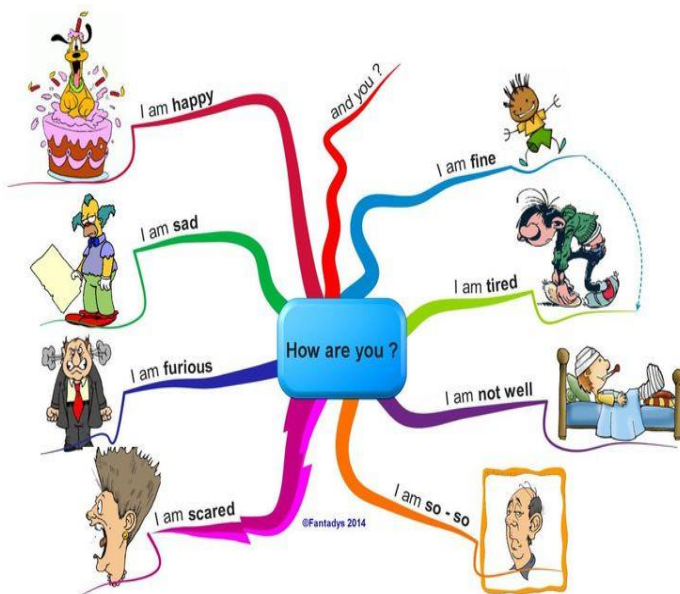 How are you ?
and you ?
I am fine
I am tired
I am not well
I am so - so
I am scared
I am furious
I am sad
I am happy
©Fantadys 2014